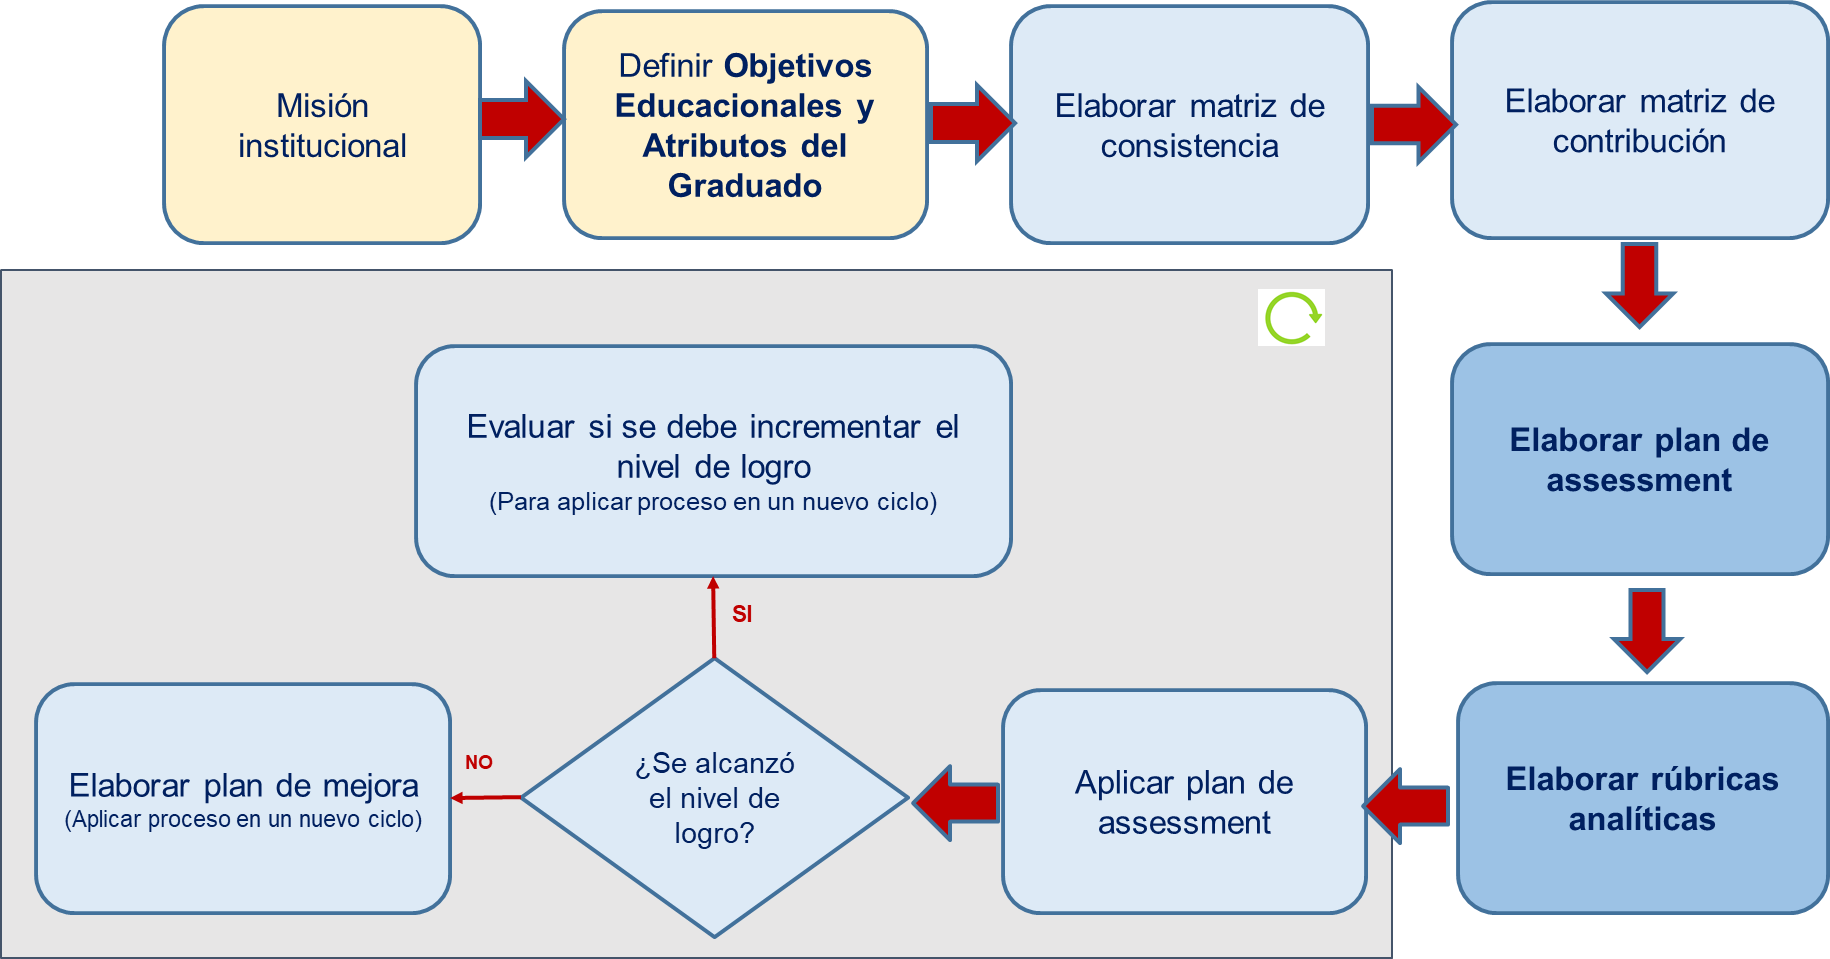 Misión
institucional
Definir Objetivos
Educacionales y
Atributos del
Graduado
Elaborar matriz de
consistencia
Elaborar matriz de
contribución
Elaborar plan de
assessment
Elaborar rúbricas
analíticas
Aplicar plan de
assessment
¿Se alcanzó
el nivel de
logro?
SI
Evaluar si se debe incrementar el
nivel de logro
(Para aplicar proceso en un nuevo ciclo)
NO
Elaborar plan de mejora
(Aplicar proceso en un nuevo ciclo)